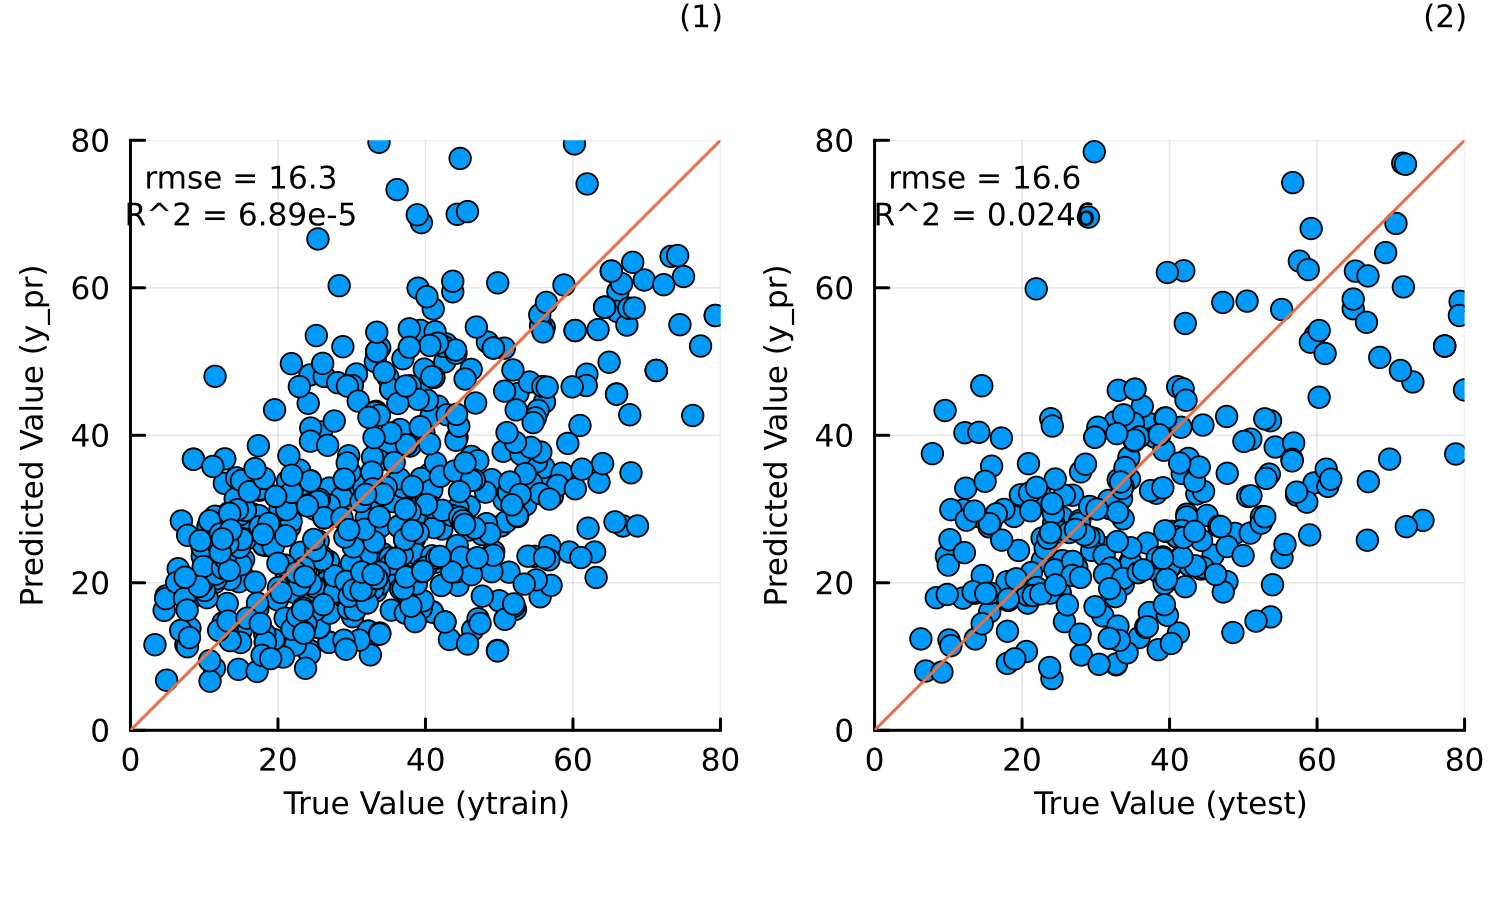 (1)
rmse = 16.3
R^2 = 6.89e-5
80
60
40
20
0
0 20 40 60 80
Predicted Value (y_pr)
True Value (ytrain)
(2)
rmse = 16.6
R^2 = 0.0246
80
60
40
20
0
0 20 40 60 80
Predicted Value (y_pr)
True Value (ytest)